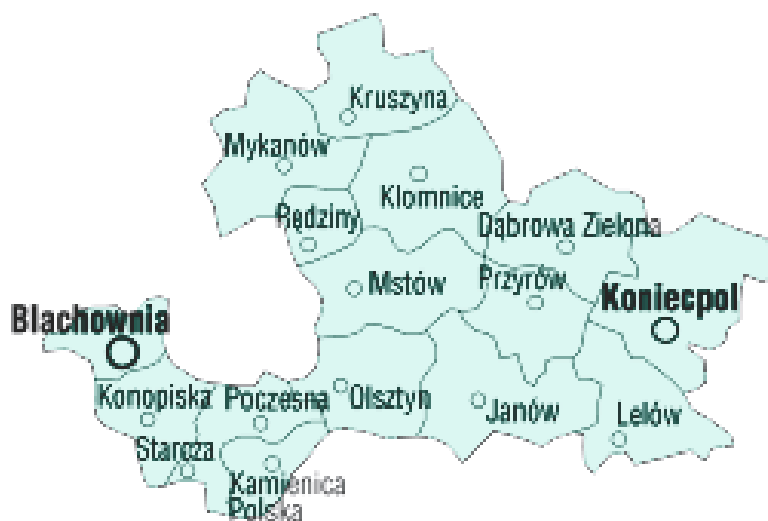 Kruszyna
Mykanów
Kłomnice
Rędziny
Dąbrowa Zielona
Mstów
Przyrów
Koniecpol
Blachownia
Konopiska
Poczesna
Olsztyn
Janów
Lelów
Starcza
Kamienica
Polska